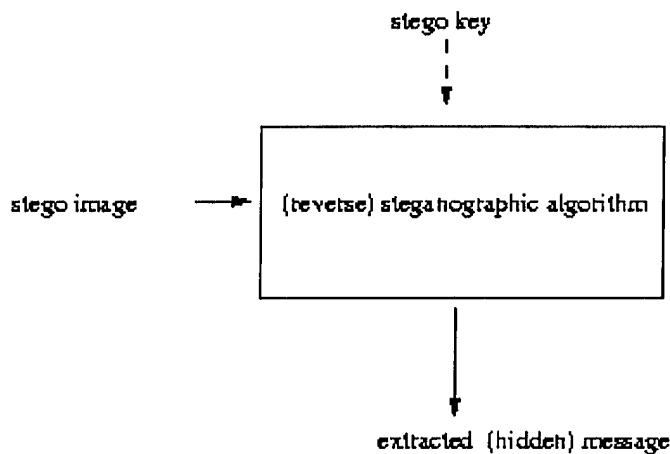 stego key
stego image
(reverse) steganographic algorithm
extracted (hidden) message